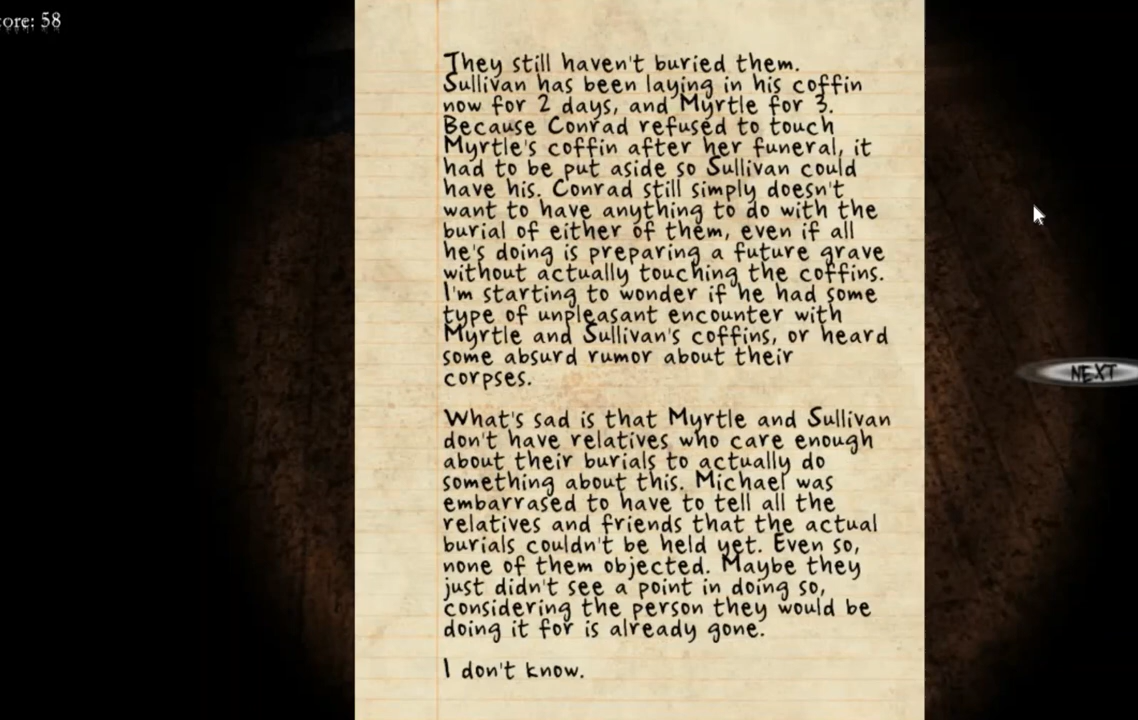 core: 58
They still haven't buried them.
Sullivan has been laying in his coffin
now for 2 days, and Myrtle for 3.
Because Conrad refused to touch
Myrtle's coffin after her funeral, it
had to be put aside so Sullivan could
have his. Conrad still simply doesn't
want to have anything to do with the
burial of either of them, even if all
he's doing is preparing a future grave
without actually touching the coffins.
I'm starting to wonder if he had some
type of unpleasant encounter with
Myrtle and Sullivan's coffins, or heard
some absurd rumor about their
corpses.
What's sad is that Myrtle and Sullivan
don't have relatives who care enough
about their burials to actually do
something about this. Michael was
embarrased to have to tell all the
relatives and friends that the actual
burials couldn't be held yet. Even so,
none of them objected. Maybe they
just didn't see a point in doing so,
considering the person they would be
doing it for is already gone.
I don't know.
NEXT